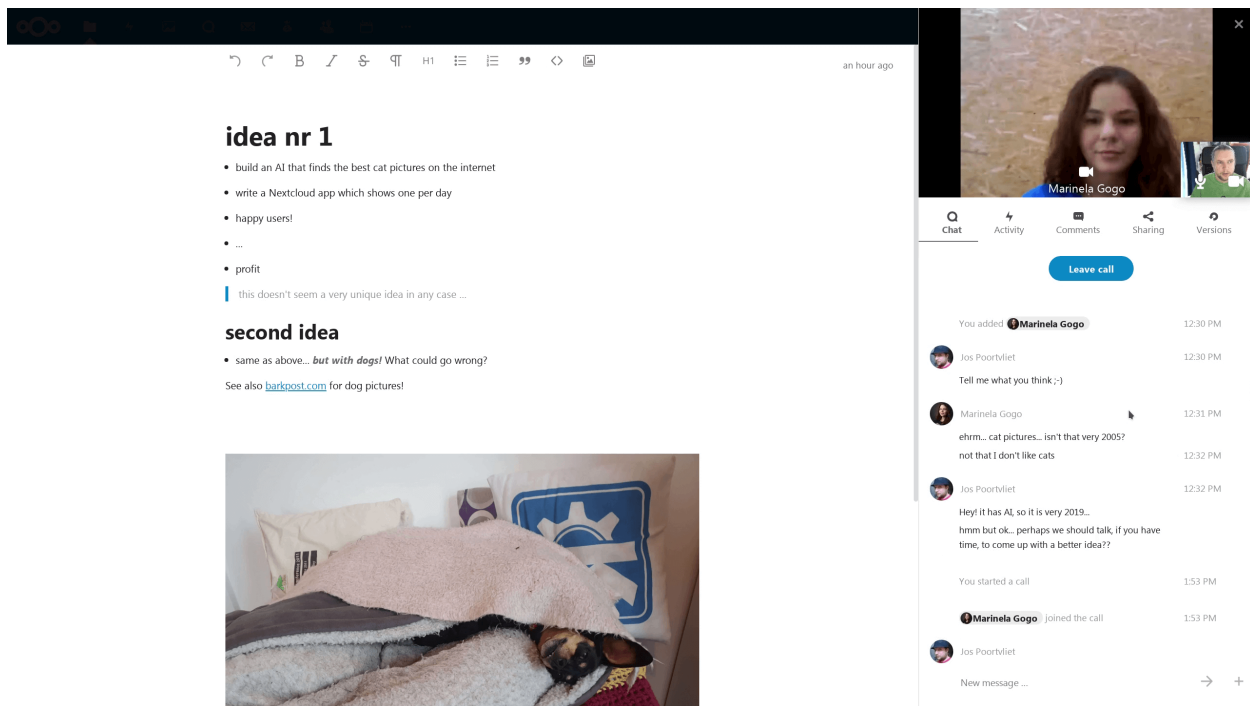 H1
an hour ago
idea nr 1
• build an AI that finds the best cat pictures on the internet
• write a Nextcloud app which shows one per day
• happy users!
• ...
• profit
this doesn't seem a very unique idea in any case ...
second idea
• same as above... but with dogs! What could go wrong?
See also barkpost.com for dog pictures!
Marinela Gogo
Chat
Activity
Comments
Sharing
Versions
Leave call
You added Marinela Gogo 12:30 PM
Jos Poortvliet 12:30 PM
Tell me what you think ;-)
Marinela Gogo 12:31 PM
ehrm... cat pictures... isn't that very 2005?
not that I don't like cats 12:32 PM
Jos Poortvliet 12:32 PM
Hey! it has AI, so it is very 2019...
hmm but ok... perhaps we should talk, if you have
time, to come up with a better idea??
You started a call 1:53 PM
Marinela Gogo joined the call 1:53 PM
Jos Poortvliet
New message ...